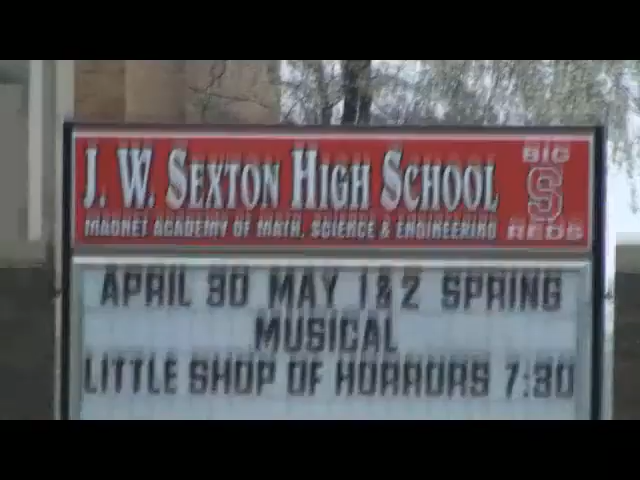 J. W. SEXTON HIGH SCHOOL
MAGNET ACADEMY OF MATH, SCIENCE & ENGINEERING
BIG
S
REDS
APRIL 30 MAY 1 & 2 SPRING
MUSICAL
LITTLE SHOP OF HORRORS 7:30